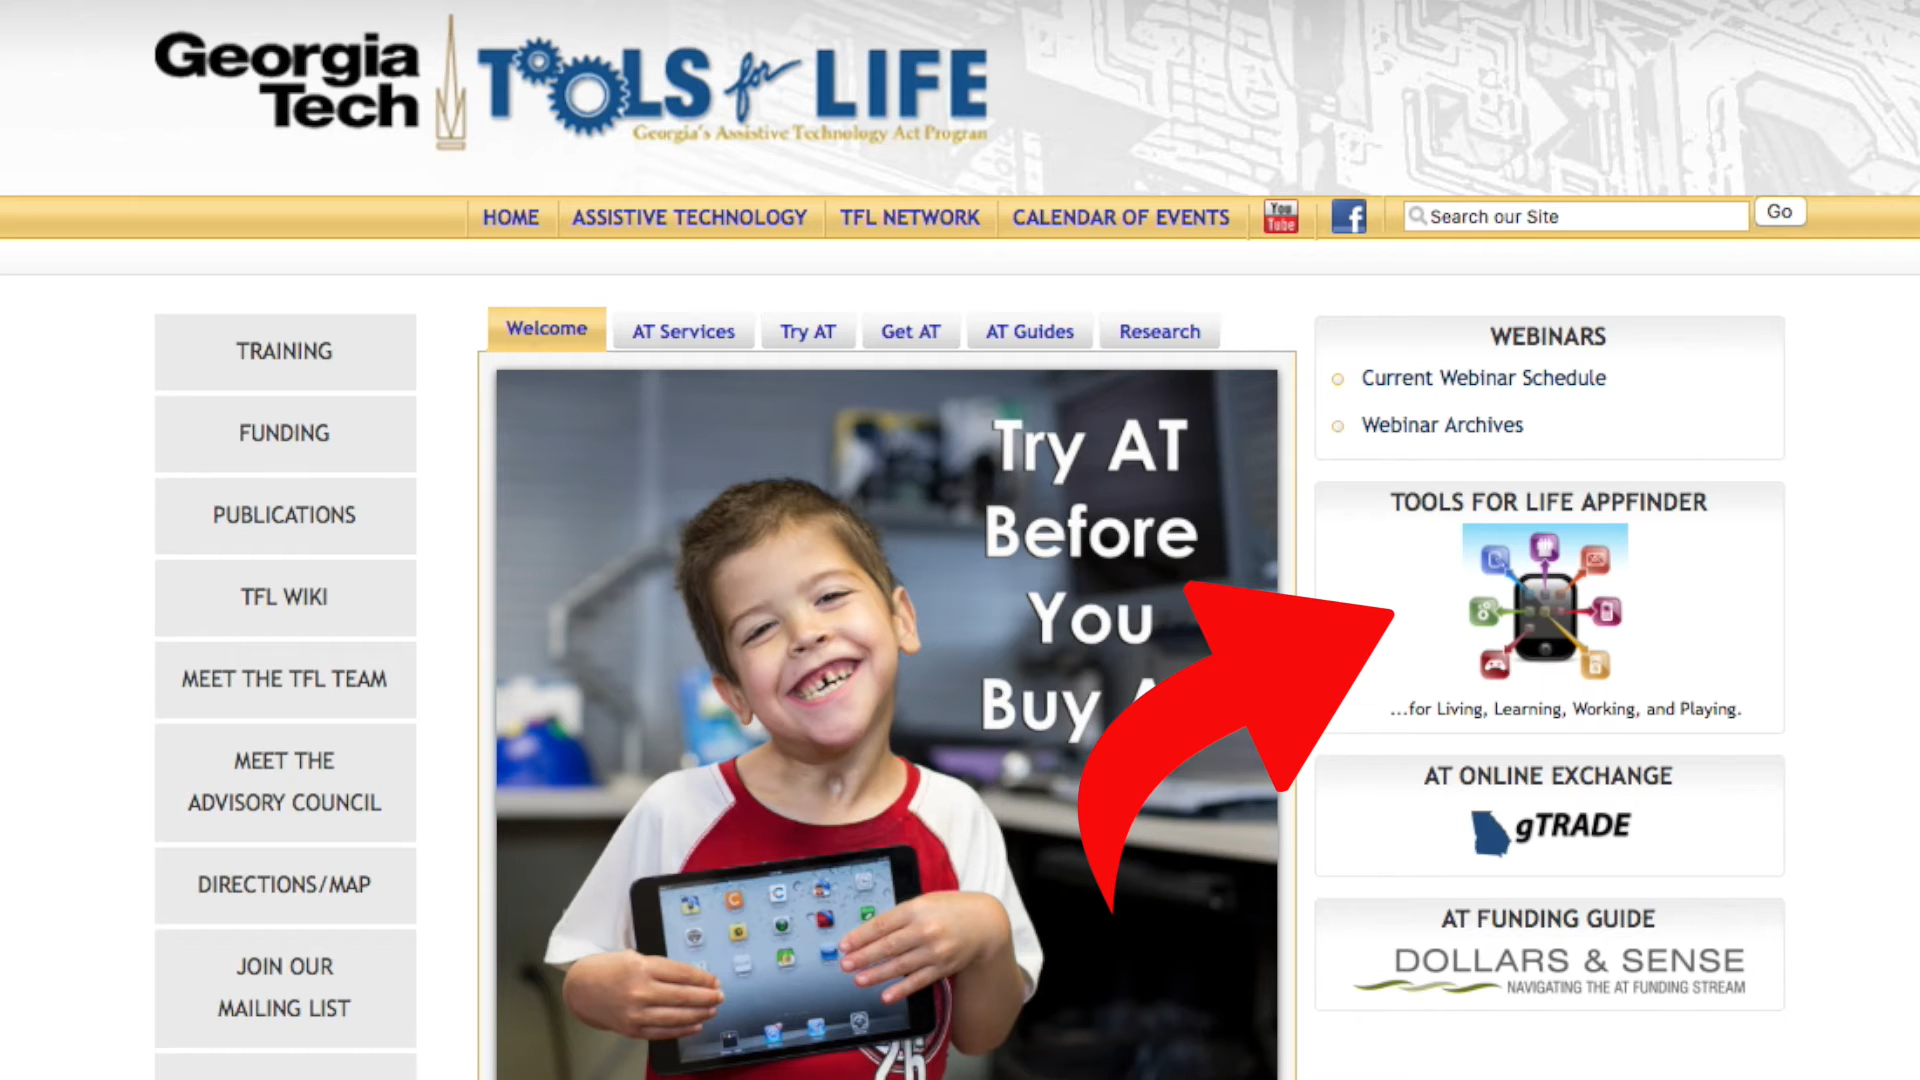 Georgia
Tech
TOOLS for LIFE
Georgia's Assistive Technology Act Program
HOME
ASSISTIVE TECHNOLOGY
TFL NETWORK
CALENDAR OF EVENTS
You
Tube
f
Search our Site
Go
TRAINING
FUNDING
PUBLICATIONS
TFL WIKI
MEET THE TFL TEAM
MEET THE
ADVISORY COUNCIL
DIRECTIONS/MAP
JOIN OUR
MAILING LIST
Welcome
AT Services
Try AT
Get AT
AT Guides
Research
Try AT
Before
You
Buy
WEBINARS
Current Webinar Schedule
Webinar Archives
TOOLS FOR LIFE APPFINDER
...for Living, Learning, Working, and Playing.
AT ONLINE EXCHANGE
gTRADE
AT FUNDING GUIDE
DOLLARS & SENSE
NAVIGATING THE AT FUNDING STREAM